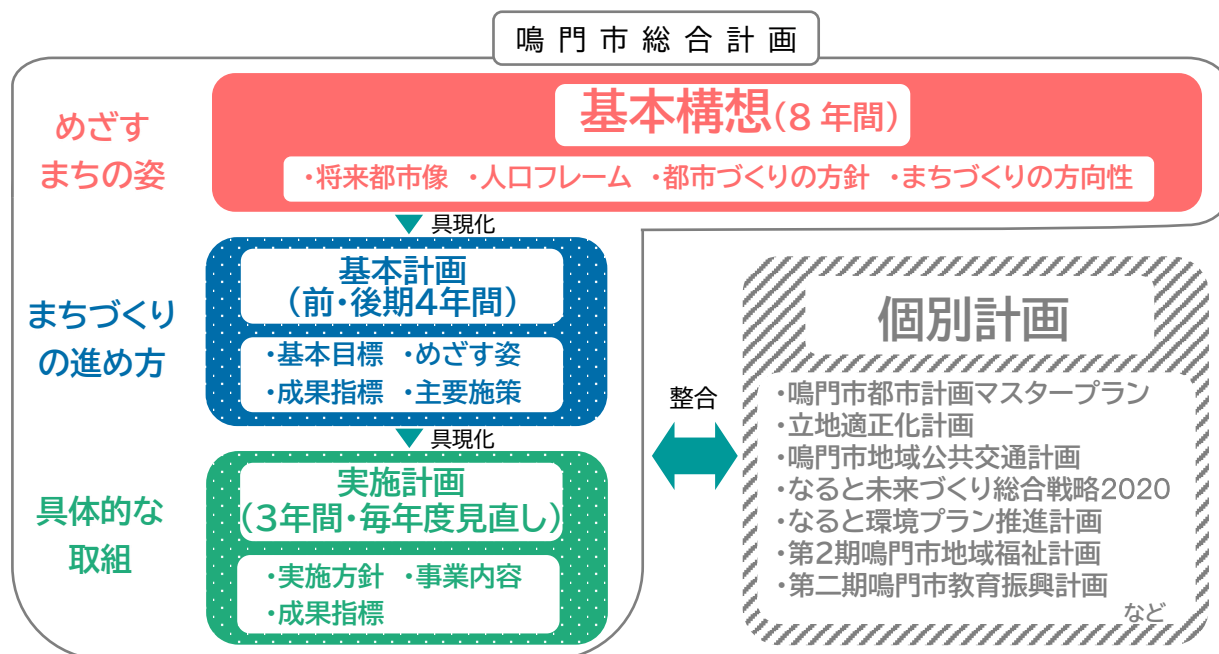 鳴門市総合計画
めざす
まちの姿
基本構想(8年間)
・将来都市像 ・人口フレーム ・都市づくりの方針 ・まちづくりの方向性
具現化
まちづくり
の進め方
基本計画
(前・後期4年間)
・基本目標 ・めざす姿
・成果指標 ・主要施策
具現化
具体的な
取組
実施計画
(3年間・毎年度見直し)
・実施方針 ・事業内容
・成果指標
整合
個別計画
・鳴門市都市計画マスタープラン
・立地適正化計画
・鳴門市地域公共交通計画
・なると未来づくり総合戦略2020
・なると環境プラン推進計画
・第2期鳴門市地域福祉計画
・第二期鳴門市教育振興計画
など